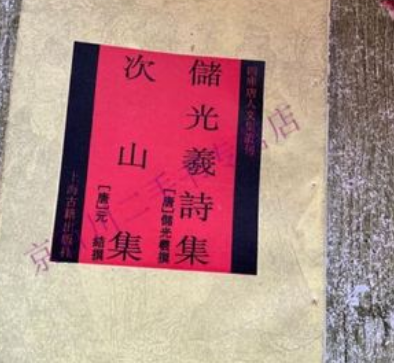 四庫唐人文集叢刊
儲光羲詩集
[唐]儲光羲撰
次山集
[唐]元結撰
上海古籍出版社